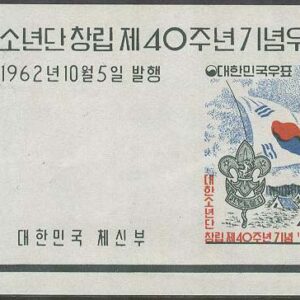 소년단창립제40주년기념우
1962년10월5일 발행
대한민국우표
대한소년단
창립제40주년기념
대한민국 체신부